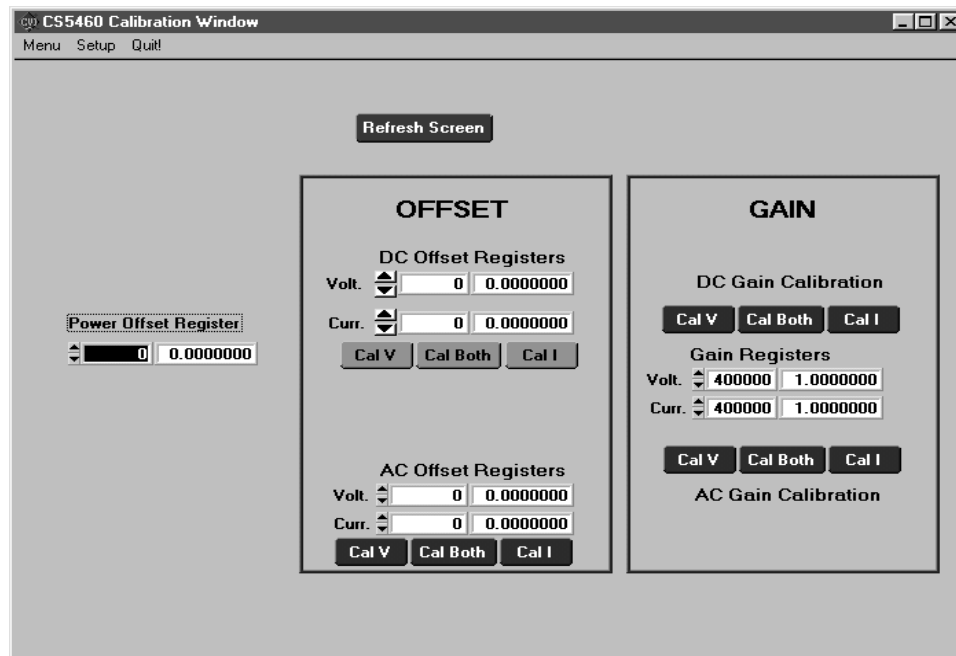 CVI CS5460 Calibration Window
Menu Setup Quit!
Refresh Screen
Power Offset Register
0 0.0000000
OFFSET
DC Offset Registers
Volt. 0 0.0000000
Curr. 0 0.0000000
Cal V Cal Both Cal I
AC Offset Registers
Volt. 0 0.0000000
Curr. 0 0.0000000
Cal V Cal Both Cal I
GAIN
DC Gain Calibration
Cal V Cal Both Cal I
Gain Registers
Volt. 400000 1.0000000
Curr. 400000 1.0000000
Cal V Cal Both Cal I
AC Gain Calibration